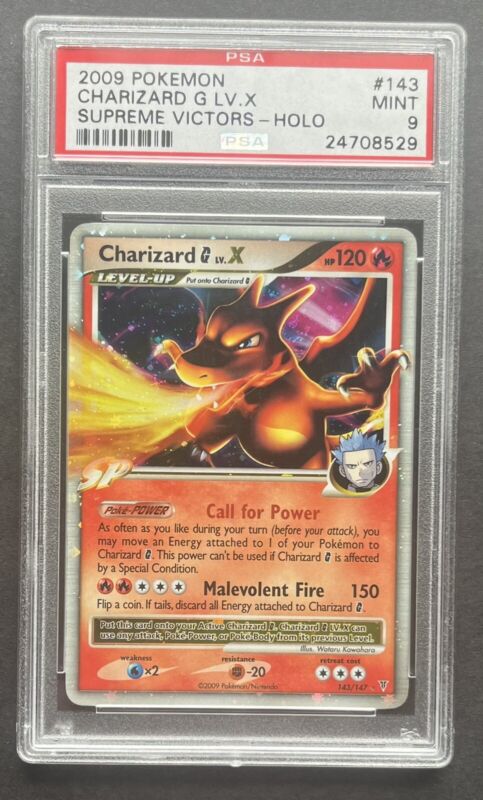 PSA
2009 POKEMON #143
CHARIZARD G LV.X MINT
SUPREME VICTORS - HOLO 9
PSA 24708529
Charizard G LV.X HP 120
LEVEL-UP Put onto Charizard G
SP
Poké-POWER Call for Power
As often as you like during your turn (before your attack), you
may move an Energy attached to 1 of your Pokémon to
Charizard G. This power can't be used if Charizard G is affected
by a Special Condition.
Malevolent Fire 150
Flip a coin. If tails, discard all Energy attached to Charizard G.
Put this card onto your Active Charizard G. Charizard G LV.X can
use any attack, Poké-Power, or Poké-Body from its previous Level.
Illus. Wataru Kawahara
weakness resistance retreat cost
×2 -20
©2009 Pokémon/Nintendo 143/147